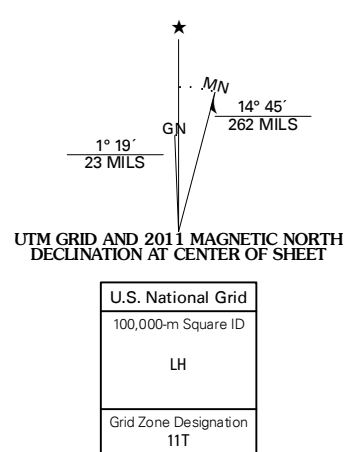 ★
MN
14° 45´
262 MILS
GN
1° 19´
23 MILS
UTM GRID AND 2011 MAGNETIC NORTH
DECLINATION AT CENTER OF SHEET
U.S. National Grid
100,000-m Square ID
LH
Grid Zone Designation
11T